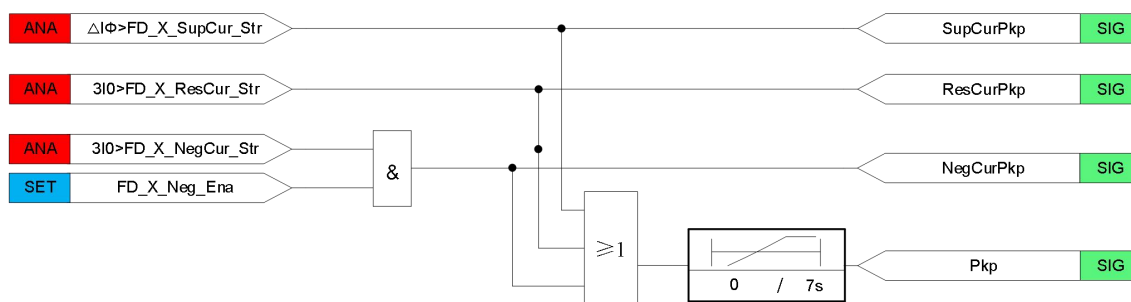 ANA △IΦ>FD_X_SupCur_Str SupCurPkp SIG
ANA 3I0>FD_X_ResCur_Str ResCurPkp SIG
ANA 3I0>FD_X_NegCur_Str
& NegCurPkp SIG
SET FD_X_Neg_Ena
≥1
Pkp SIG
0 / 7s